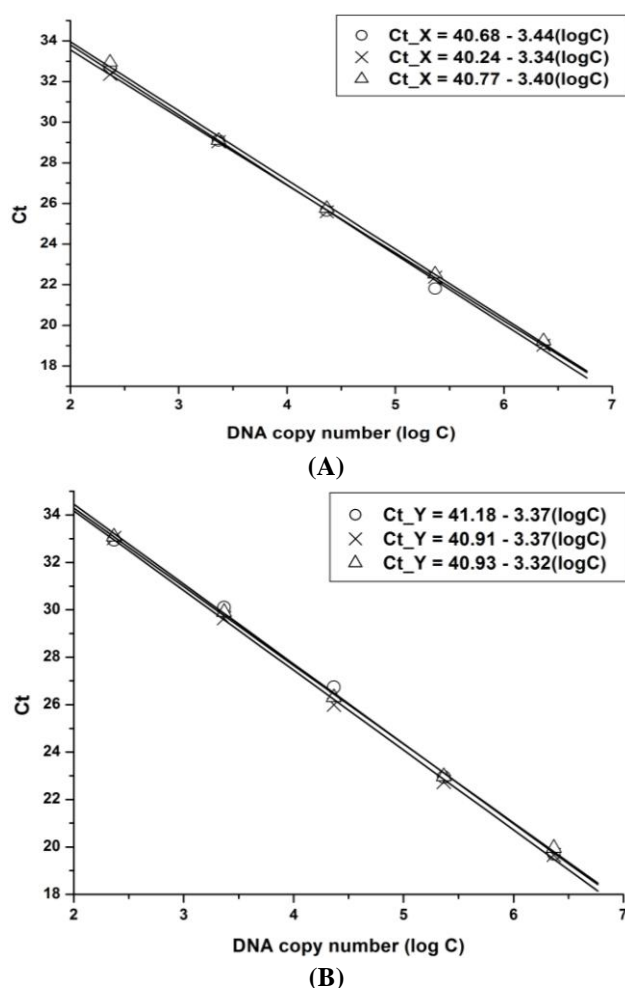 34
32
30
28
26
24
22
20
18
Ct
Ct_X = 40.68 - 3.44(logC)
Ct_X = 40.24 - 3.34(logC)
Ct_X = 40.77 - 3.40(logC)
2 3 4 5 6 7
DNA copy number (log C)
(A)
34
32
30
28
26
24
22
20
18
Ct
Ct_Y = 41.18 - 3.37(logC)
Ct_Y = 40.91 - 3.37(logC)
Ct_Y = 40.93 - 3.32(logC)
2 3 4 5 6 7
DNA copy number (log C)
(B)